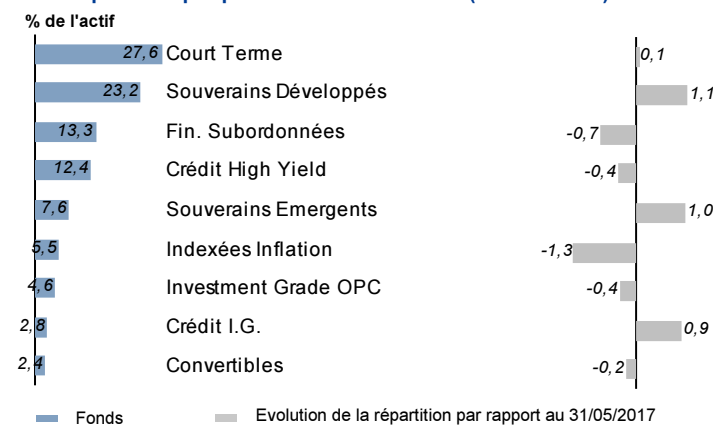 % de l'actif
27,6 Court Terme 0,1
23,2 Souverains Développés 1,1
13,3 Fin. Subordonnées -0,7
12,4 Crédit High Yield -0,4
7,6 Souverains Emergents 1,0
5,5 Indexées Inflation -1,3
4,6 Investment Grade OPC -0,4
2,8 Crédit I.G. 0,9
2,4 Convertibles -0,2
Fonds Evolution de la répartition par rapport au 31/05/2017